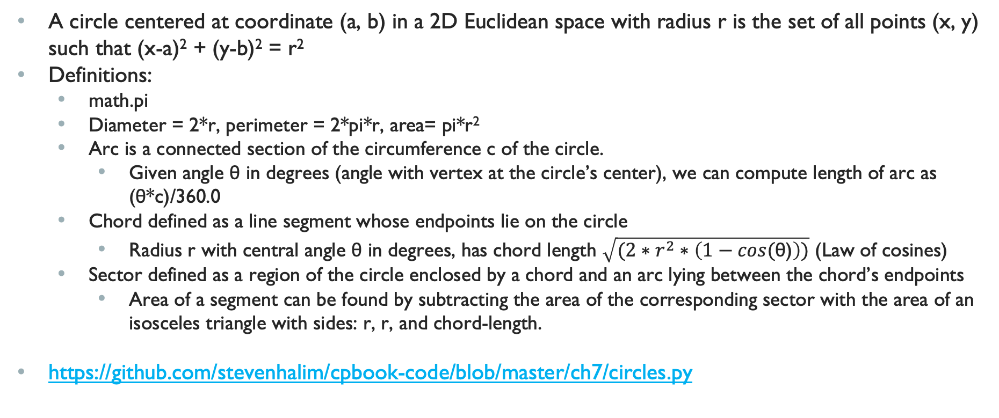 • A circle centered at coordinate (a, b) in a 2D Euclidean space with radius r is the set of all points (x, y)
such that (x-a)² + (y-b)² = r²
• Definitions:
• math.pi
• Diameter = 2*r, perimeter = 2*pi*r, area= pi*r²
• Arc is a connected section of the circumference c of the circle.
• Given angle θ in degrees (angle with vertex at the circle’s center), we can compute length of arc as
(θ*c)/360.0
• Chord defined as a line segment whose endpoints lie on the circle
• Radius r with central angle θ in degrees, has chord length √(2 * r² * (1 − cos(θ))) (Law of cosines)
• Sector defined as a region of the circle enclosed by a chord and an arc lying between the chord’s endpoints
• Area of a segment can be found by subtracting the area of the corresponding sector with the area of an
isosceles triangle with sides: r, r, and chord-length.
• https://github.com/stevenhalim/cpbook-code/blob/master/ch7/circles.py